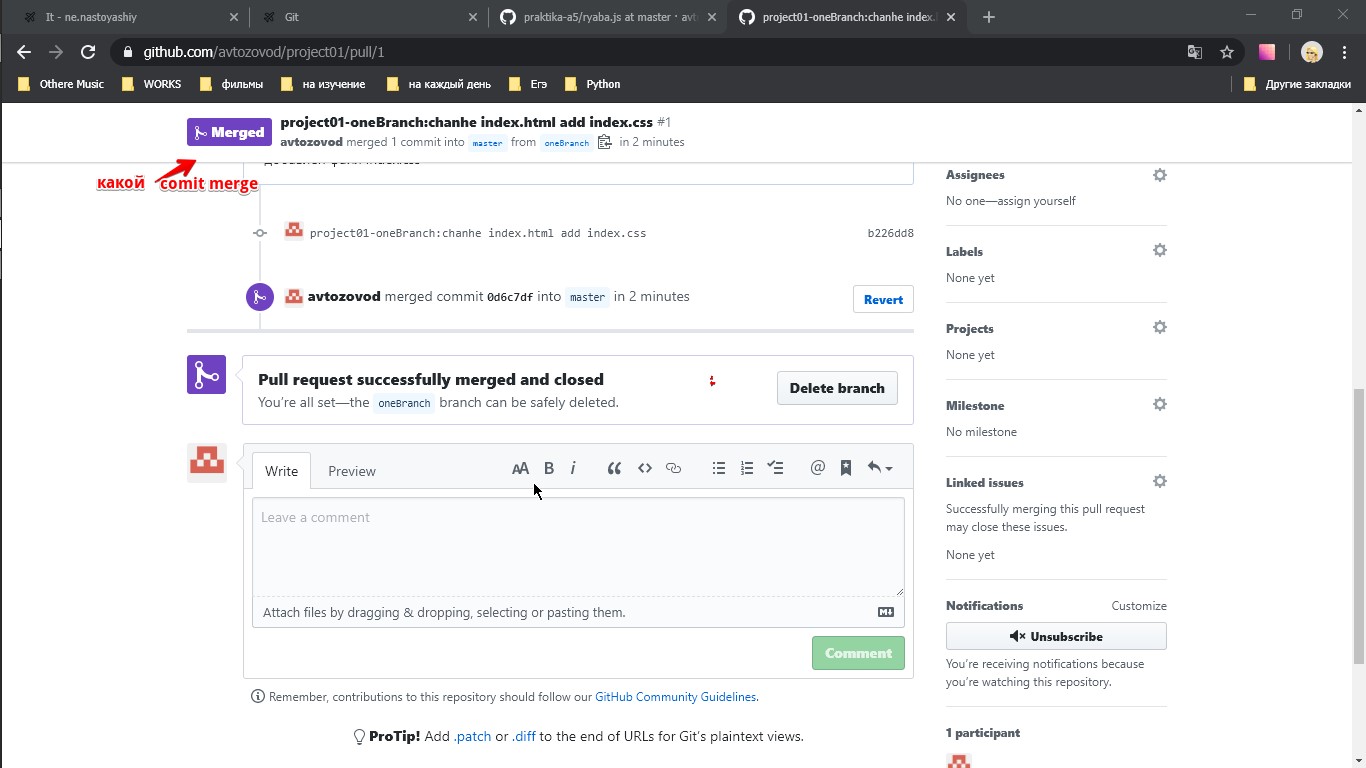 It - ne.nastoyashiy
Git
praktika-a5/ryaba.js at master · avt
project01-oneBranch:chanhe index.
github.com/avtozovod/project01/pull/1
Othere Music
WORKS
фильмы
на изучение
на каждый день
Егэ
Python
Другие закладки
Merged
project01-oneBranch:chanhe index.html add index.css #1
avtozovod merged 1 commit into master from oneBranch in 2 minutes
какой comit merge
project01-oneBranch:chanhe index.html add index.css b226dd8
avtozovod merged commit 0d6c7df into master in 2 minutes
Revert
Pull request successfully merged and closed
You're all set—the oneBranch branch can be safely deleted.
Delete branch
Write Preview
AA B i
Leave a comment
Attach files by dragging & dropping, selecting or pasting them.
Comment
Remember, contributions to this repository should follow our GitHub Community Guidelines.
ProTip! Add .patch or .diff to the end of URLs for Git's plaintext views.
Assignees
No one—assign yourself
Labels
None yet
Projects
None yet
Milestone
No milestone
Linked issues
Successfully merging this pull request
may close these issues.
None yet
Notifications Customize
Unsubscribe
You're receiving notifications because
you're watching this repository.
1 participant